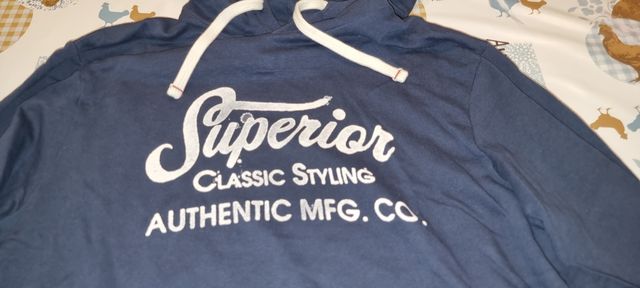 Superior
CLASSIC STYLING
AUTHENTIC MFG. CO.